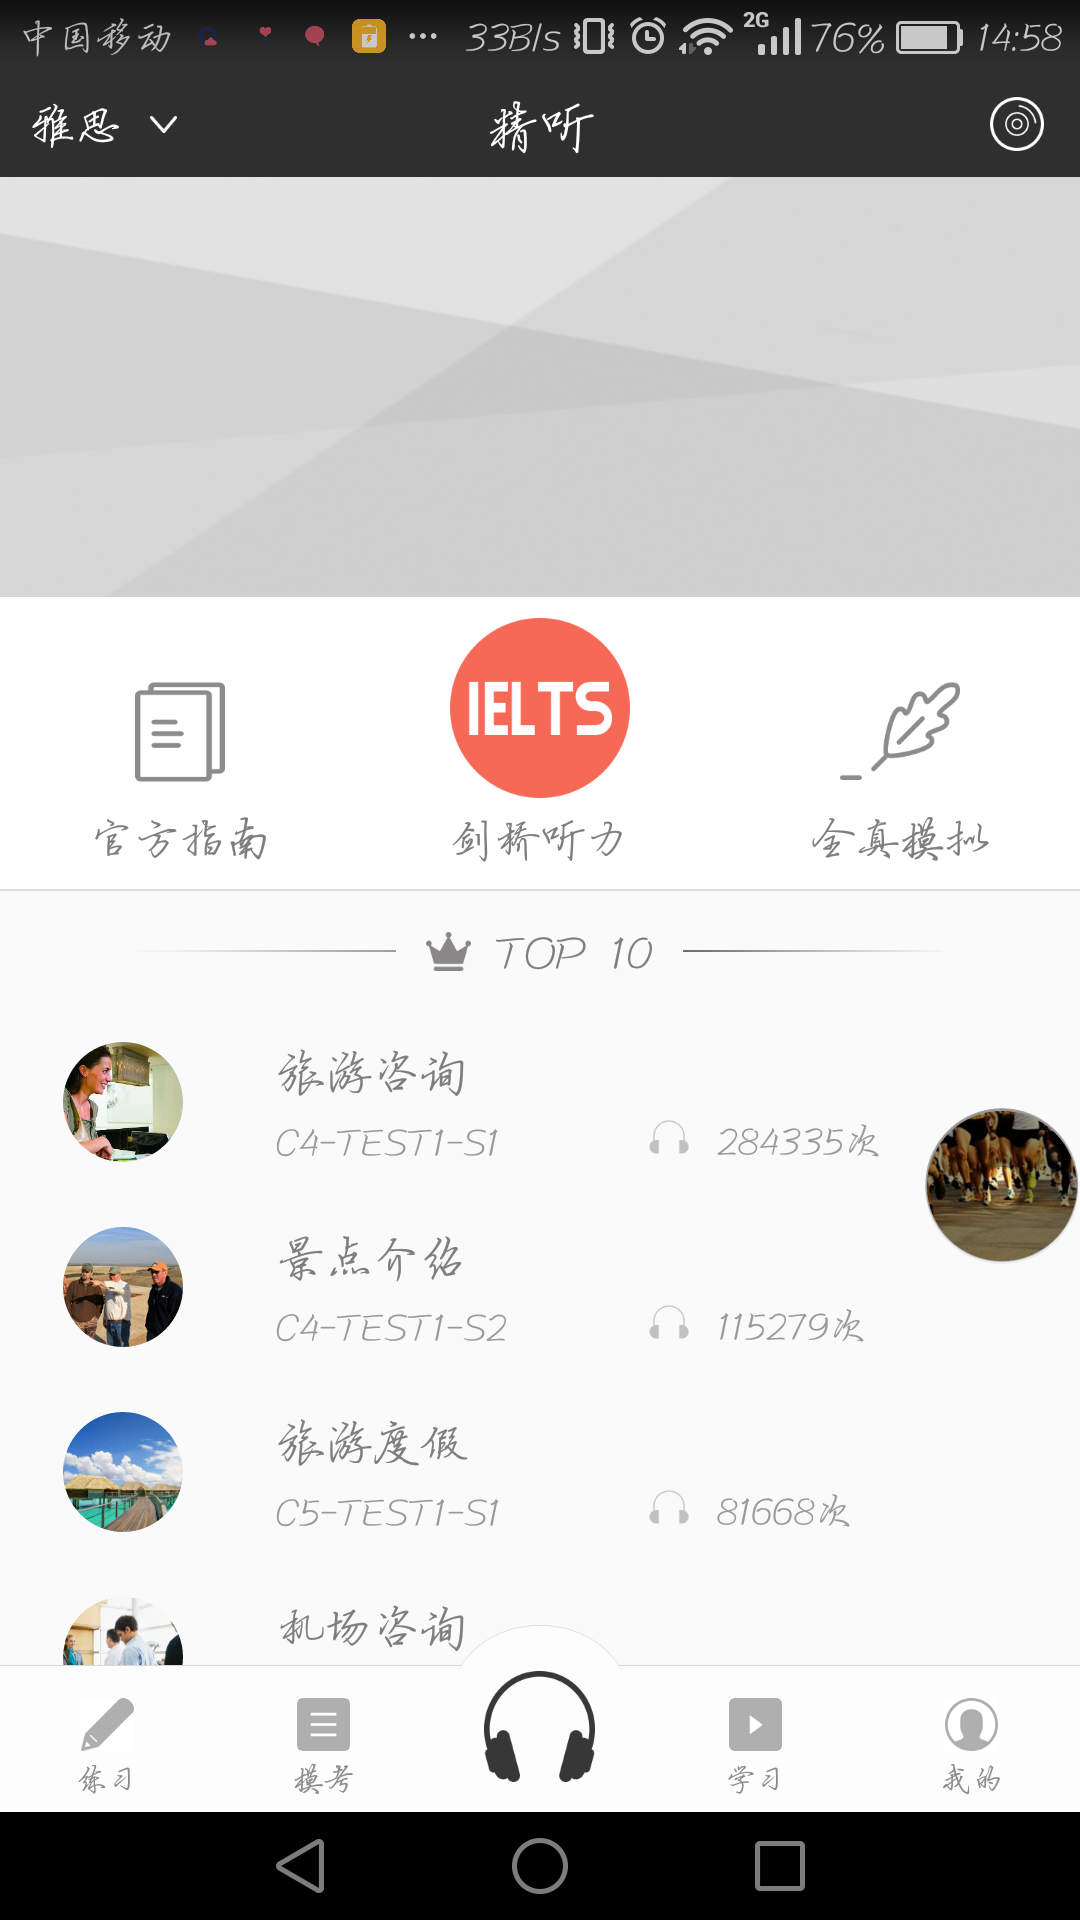 中国移动 ... 33B/s 2G 76% 14:58
雅思 精听
IELTS
官方指南 剑桥听力 全真模拟
TOP 10
旅游咨询
C4-TEST1-S1 284335次
景点介绍
C4-TEST1-S2 115279次
旅游度假
C5-TEST1-S1 81668次
机场咨询
练习 模考 学习 我的